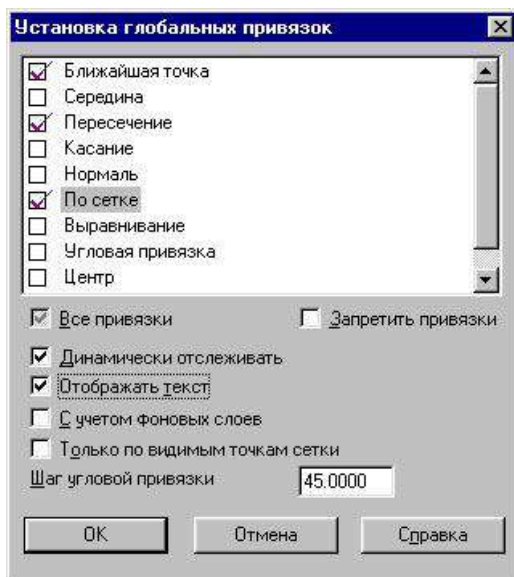 Установка глобальных привязок
Ближайшая точка
Середина
Пересечение
Касание
Нормаль
По сетке
Выравнивание
Угловая привязка
Центр
Все привязки
Запретить привязки
Динамически отслеживать
Отображать текст
С учетом фоновых слоев
Только по видимым точкам сетки
Шаг угловой привязки 45.0000
OK Отмена Справка